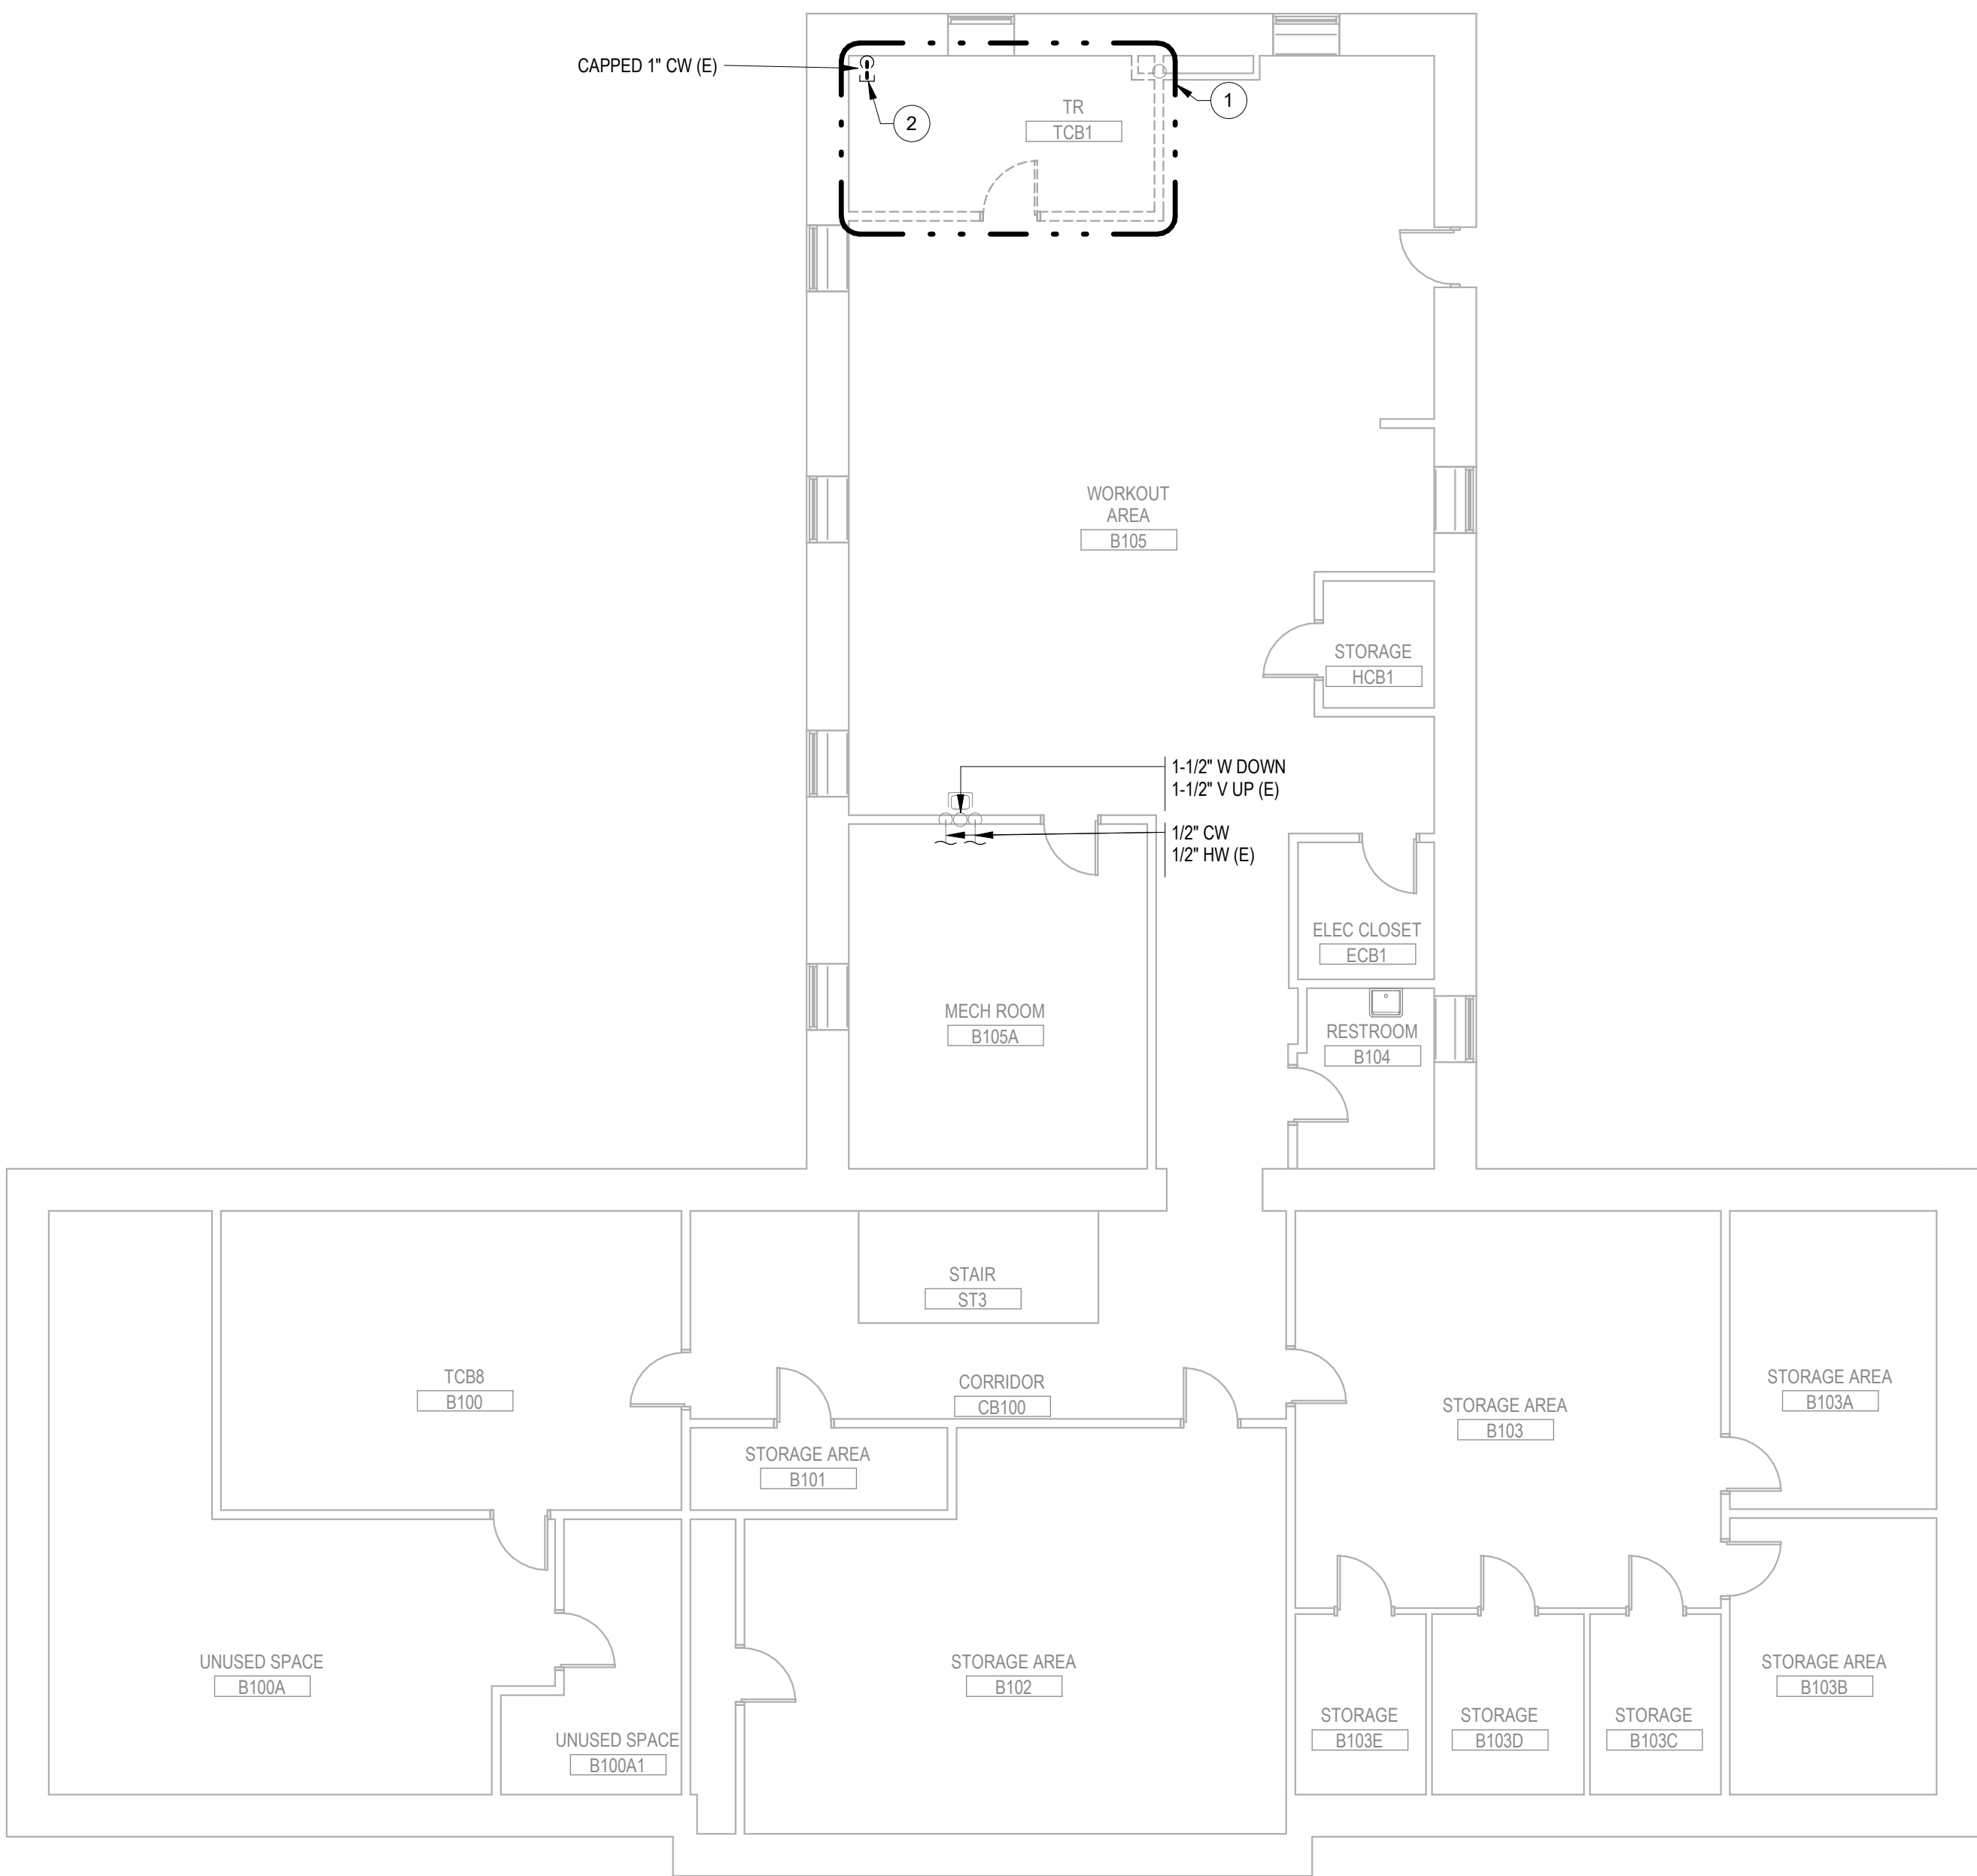 CAPPED 1" CW (E)
1
2
TR
TCB1
WORKOUT
AREA
B105
STORAGE
HCB1
1-1/2" W DOWN
1-1/2" V UP (E)
1/2" CW
1/2" HW (E)
ELEC CLOSET
ECB1
MECH ROOM
B105A
RESTROOM
B104
STAIR
ST3
TCB8
B100
CORRIDOR
CB100
STORAGE AREA
B103
STORAGE AREA
B103A
STORAGE AREA
B101
UNUSED SPACE
B100A
STORAGE AREA
B102
STORAGE AREA
B103B
UNUSED SPACE
B100A1
STORAGE
B103E
STORAGE
B103D
STORAGE
B103C